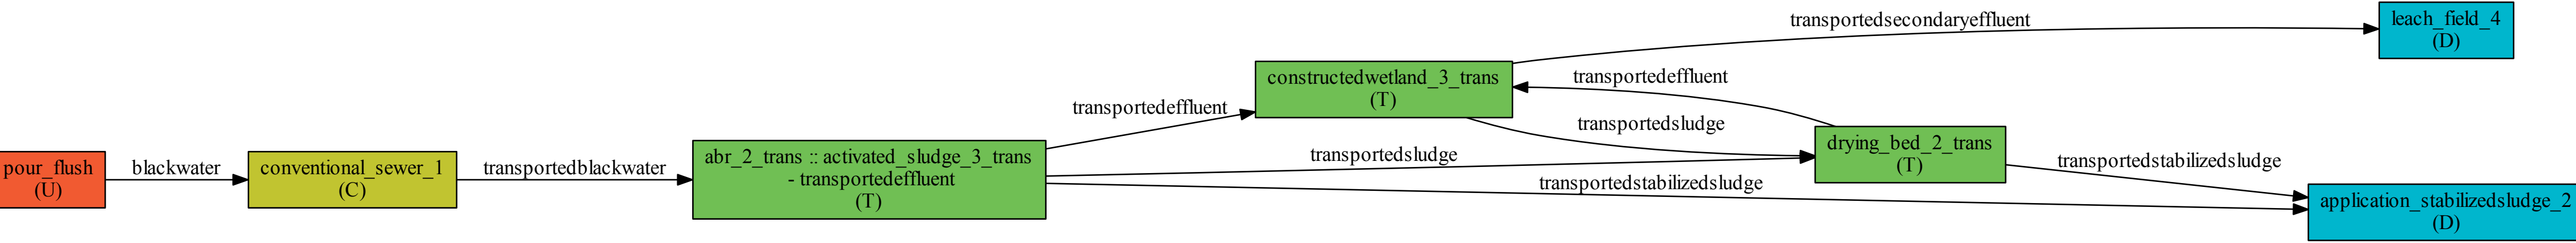 pour_flush
(U)
blackwater
conventional_sewer_1
(C)
transportedblackwater
abr_2_trans :: activated_sludge_3_trans
- transportedeffluent
(T)
transportedeffluent
transportedsludge
transportedstabilizedsludge
constructedwetland_3_trans
(T)
transportedsecondaryeffluent
transportedeffluent
transportedsludge
drying_bed_2_trans
(T)
transportedstabilizedsludge
leach_field_4
(D)
application_stabilizedsludge_2
(D)